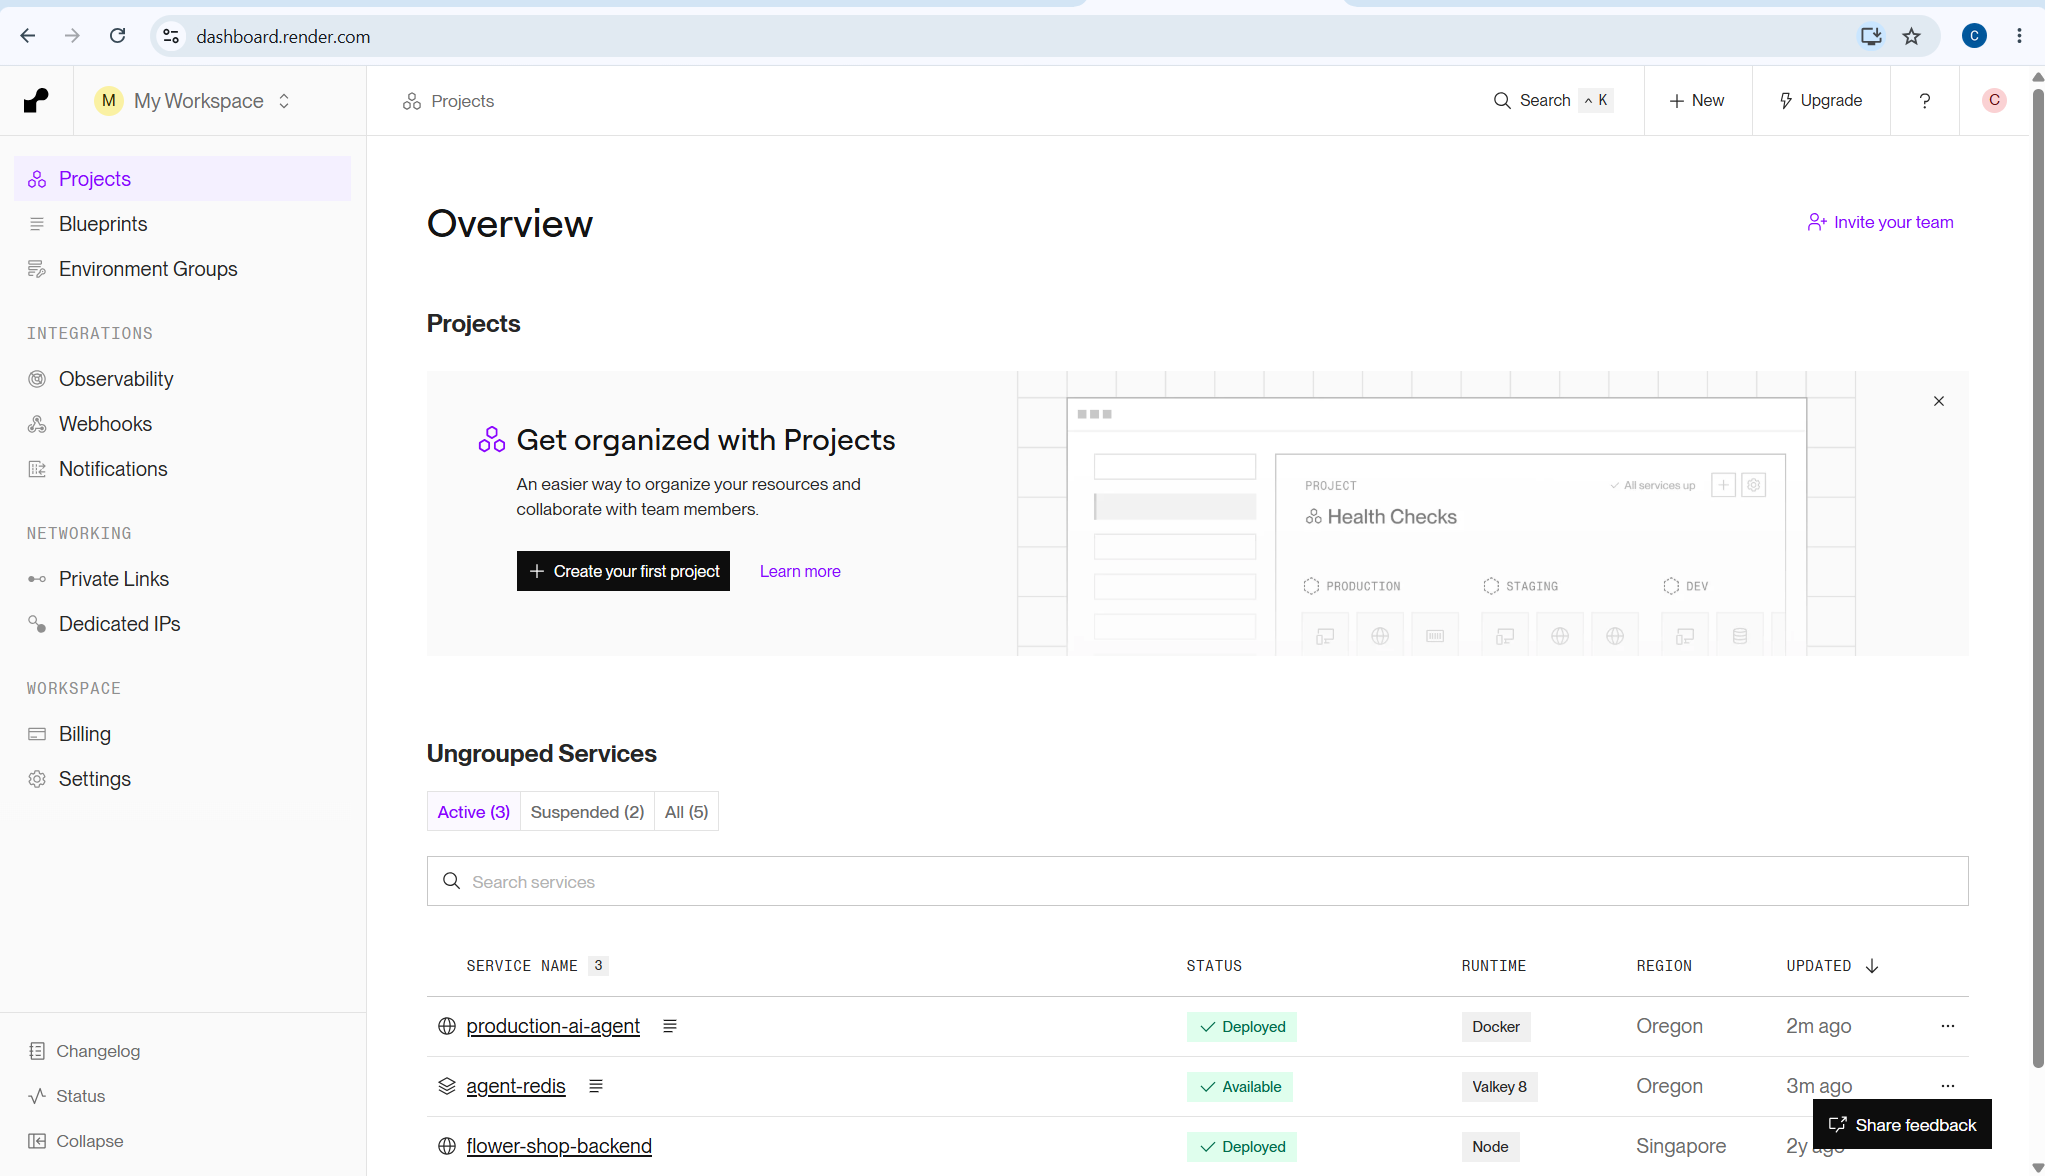 dashboard.render.com
C
M My Workspace
Projects
Search ^ K
+ New
Upgrade
?
C
Projects
Blueprints
Environment Groups
INTEGRATIONS
Observability
Webhooks
Notifications
NETWORKING
Private Links
Dedicated IPs
WORKSPACE
Billing
Settings
Changelog
Status
Collapse
Overview
Invite your team
Projects
Get organized with Projects
An easier way to organize your resources and
collaborate with team members.
+ Create your first project
Learn more
PROJECT
All services up
Health Checks
PRODUCTION
STAGING
DEV
Ungrouped Services
Active (3)
Suspended (2)
All (5)
Search services
SERVICE NAME 3 STATUS RUNTIME REGION UPDATED
production-ai-agent Deployed Docker Oregon 2m ago
agent-redis Available Valkey 8 Oregon 3m ago
flower-shop-backend Deployed Node Singapore 2y ago
Share feedback